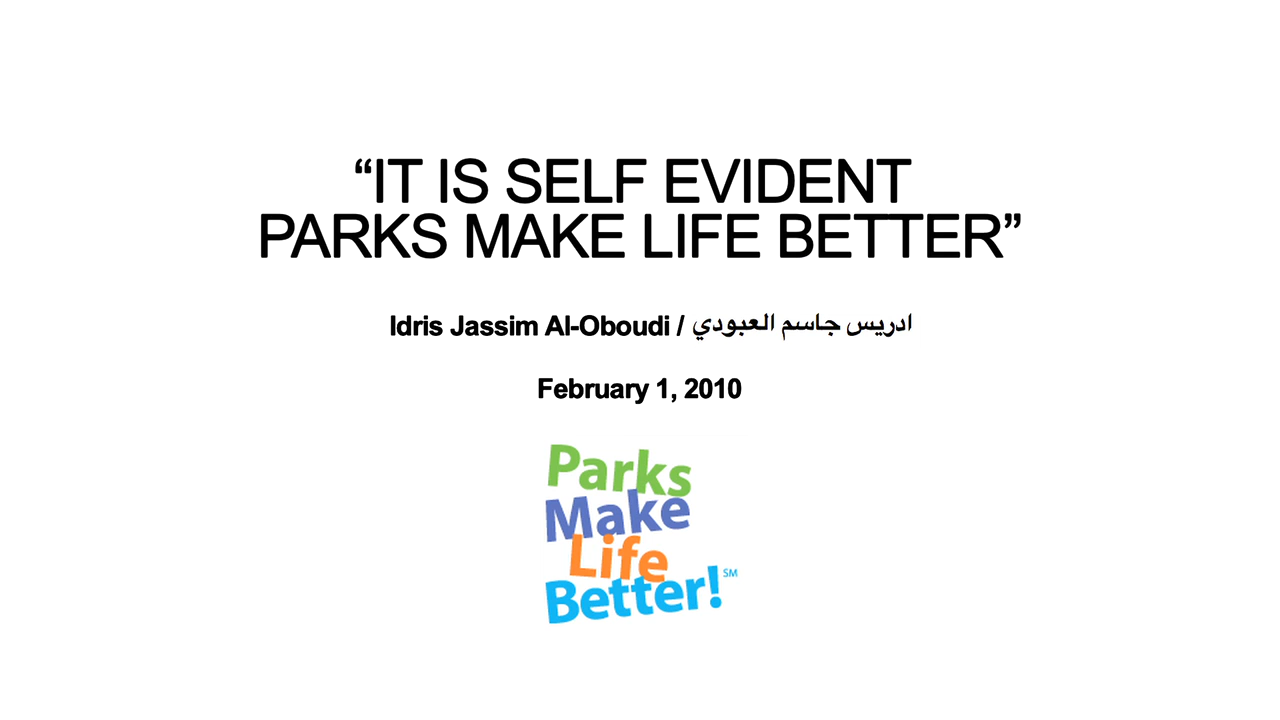 “IT IS SELF EVIDENT
PARKS MAKE LIFE BETTER”
Idris Jassim Al-Oboudi / ادريس جاسم العبودي
February 1, 2010
Parks
Make
Life
Better! SM